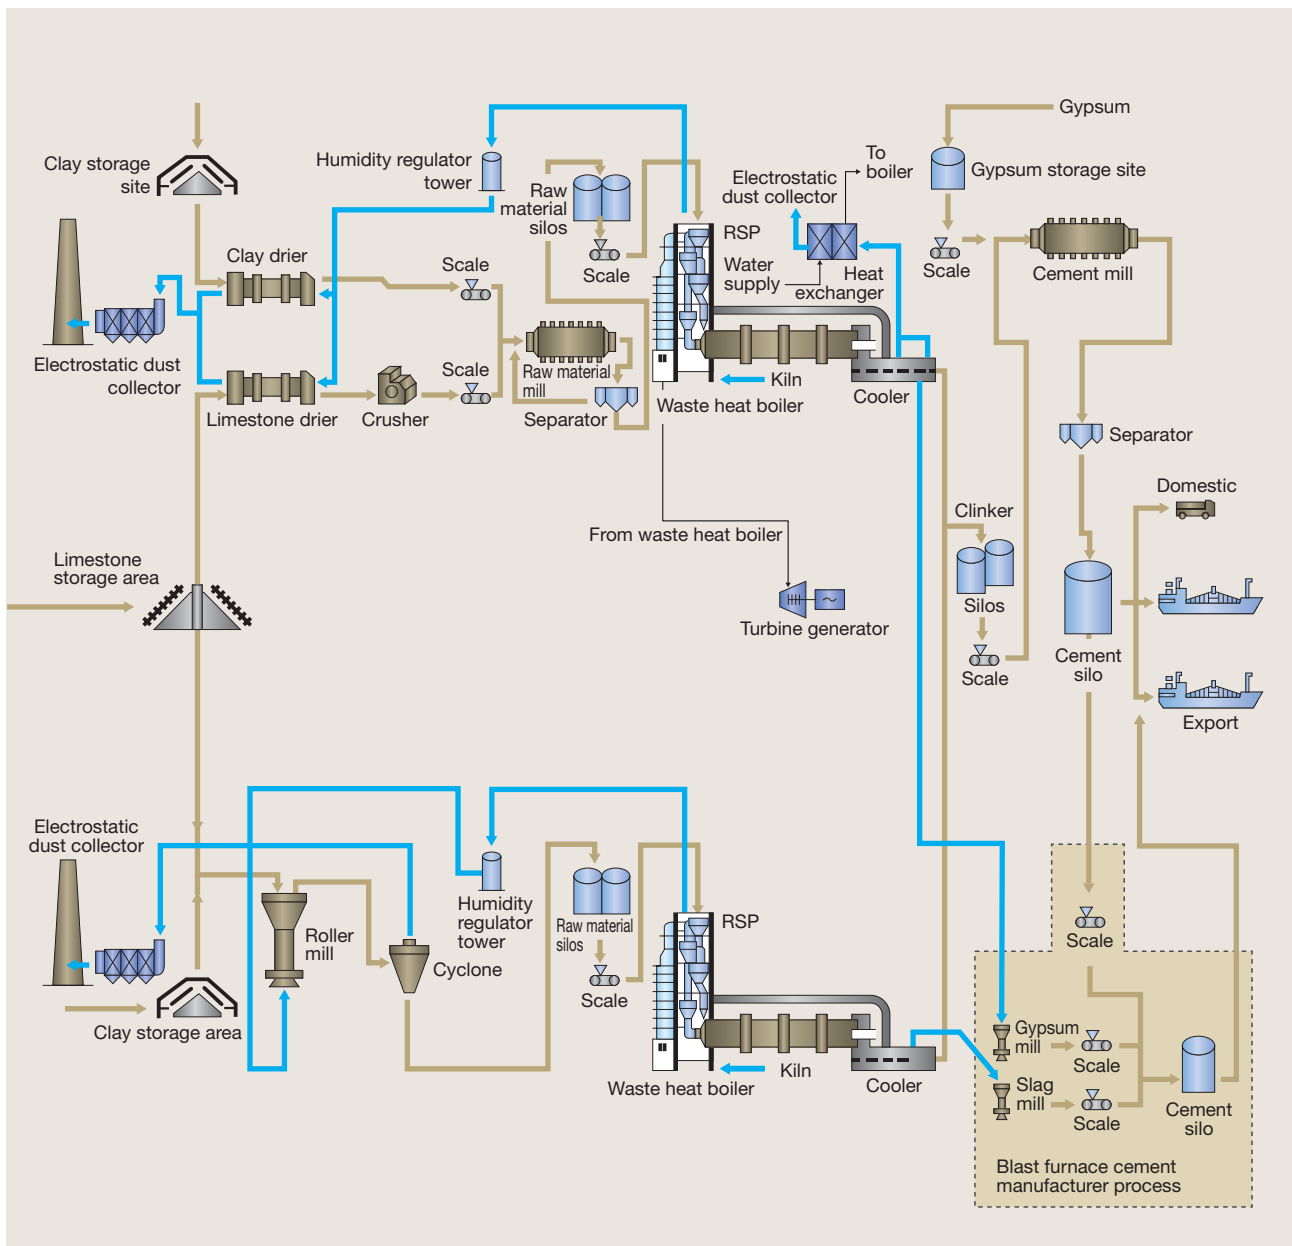 Gypsum
Clay storage
site
Humidity regulator
tower
Raw
material
silos
Scale
To
boiler
Electrostatic
dust collector
Gypsum storage site
RSP
Water
supply
Heat
exchanger
Scale
Cement mill
Clay drier
Scale
Electrostatic dust
collector
Limestone drier
Crusher
Scale
Raw material
mill
Separator
Kiln
Waste heat boiler
Cooler
Separator
Domestic
Clinker
From waste heat boiler
Limestone
storage area
Silos
Turbine generator
Scale
Cement
silo
Export
Electrostatic
dust collector
Humidity
regulator
tower
Raw material
silos
Scale
RSP
Roller
mill
Cyclone
Clay storage area
Kiln
Waste heat boiler
Cooler
Scale
Gypsum
mill
Scale
Slag
mill
Scale
Cement
silo
Blast furnace cement
manufacturer process